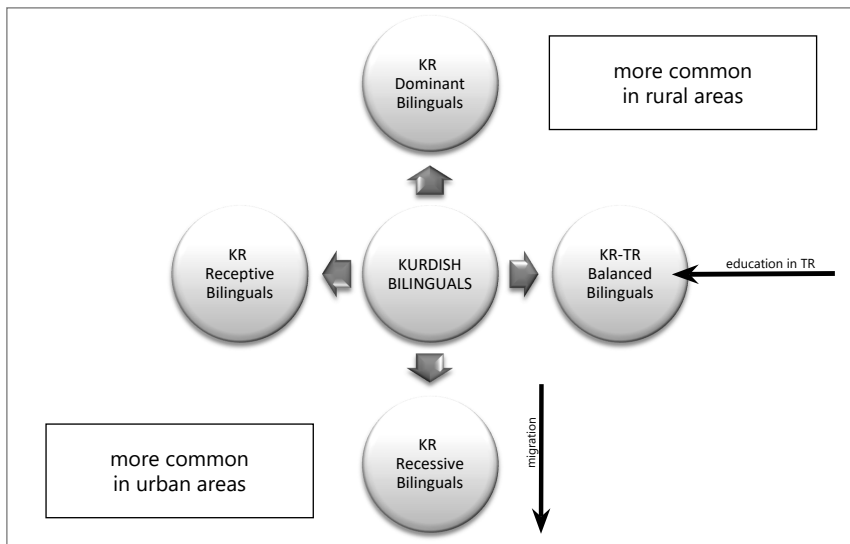 KR
Dominant
Bilinguals
more common
in rural areas
KR
Receptive
Bilinguals
KURDISH
BILINGUALS
KR-TR
Balanced
Bilinguals
education in TR
more common
in urban areas
KR
Recessive
Bilinguals
migration